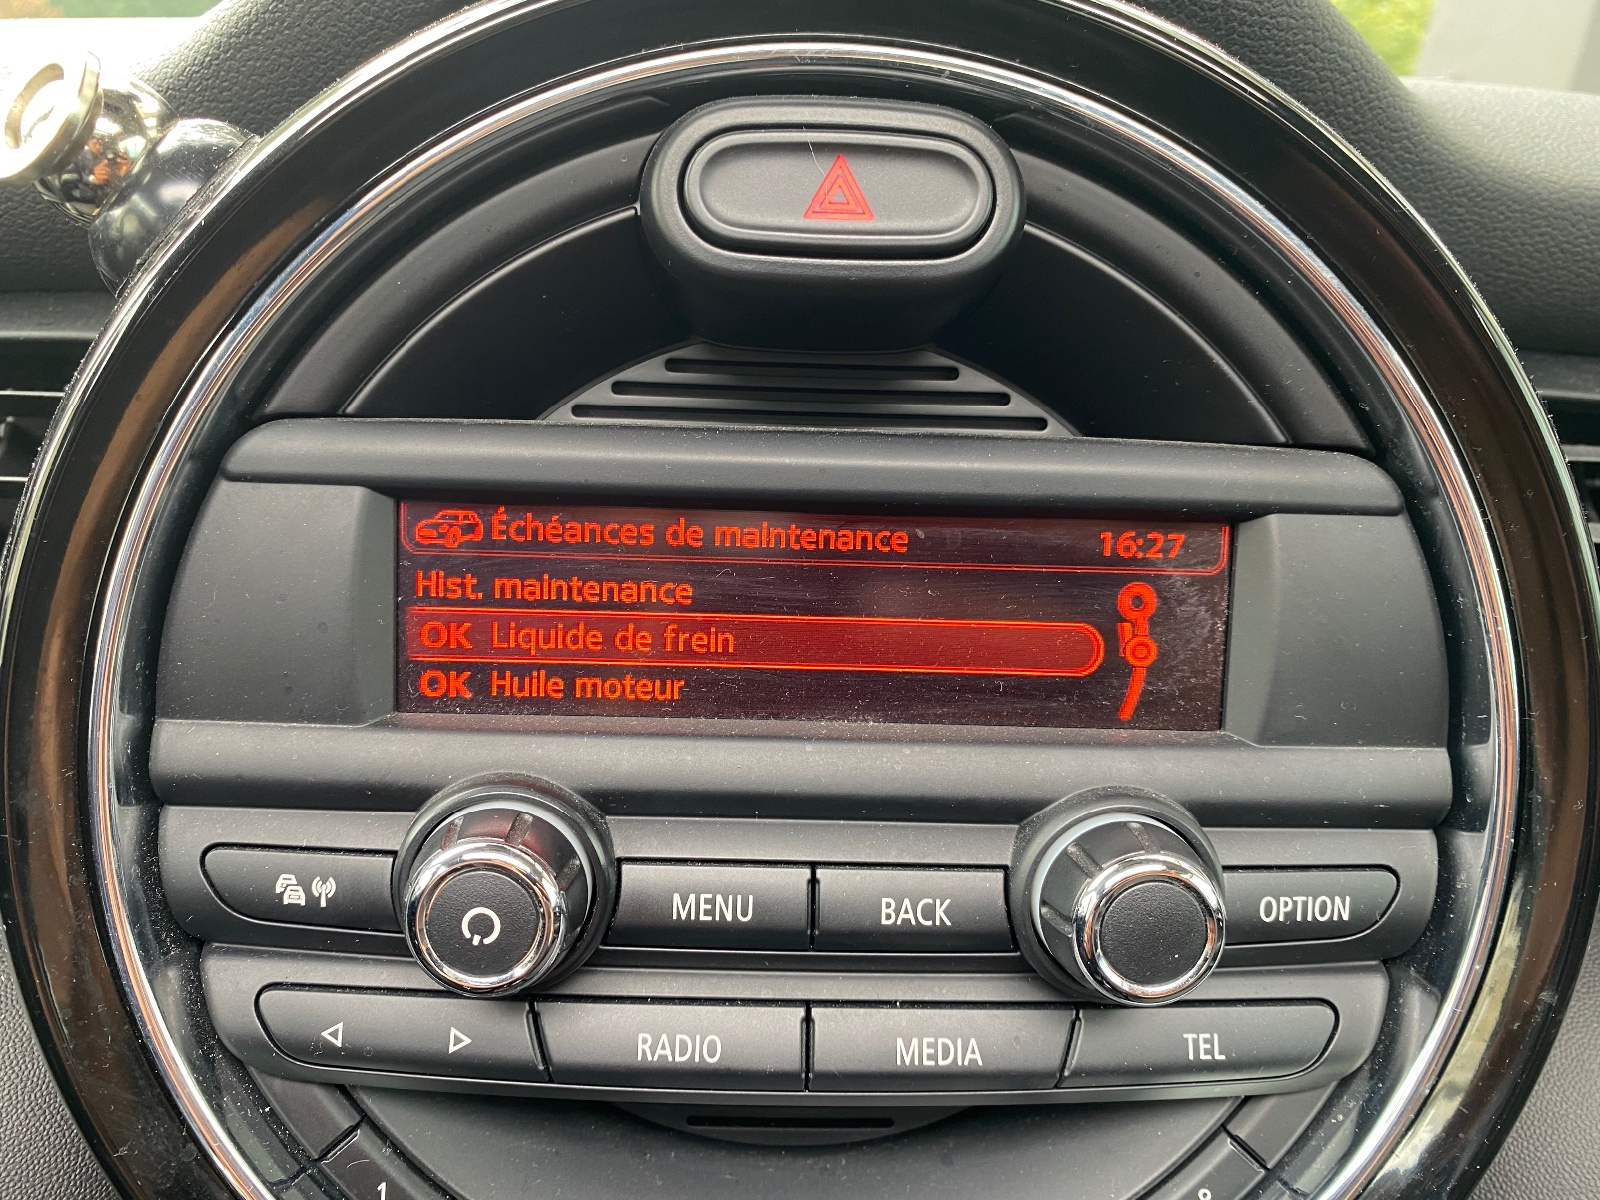 Échéances de maintenance 16:27
Hist. maintenance
OK Liquide de frein
OK Huile moteur
MENU BACK OPTION
RADIO MEDIA TEL
1